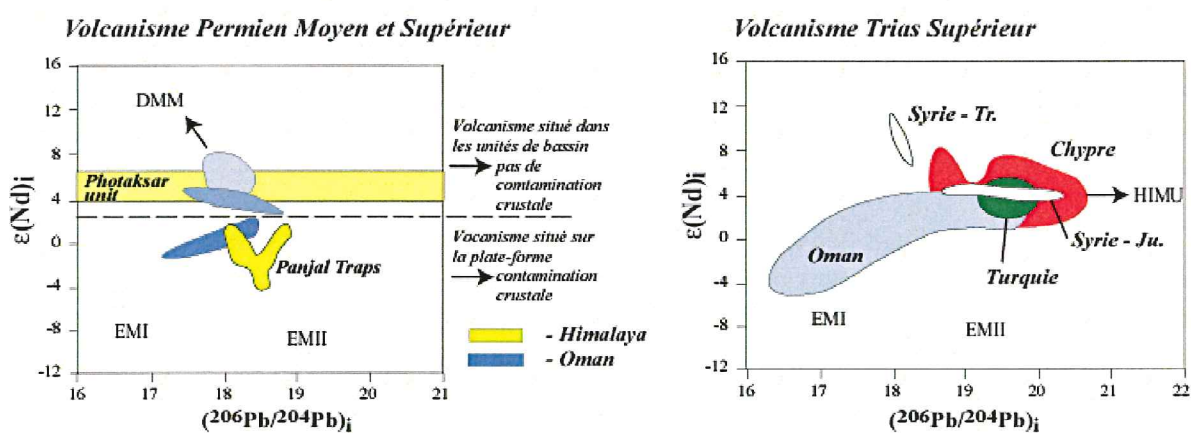 Volcanisme Permien Moyen et Supérieur
16
12
8
4
0
-4
-8
-12
ε(Nd)i
DMM
Photaksar
unit
Panjal Traps
EMI
EMII
16
17
18
19
20
21
(206Pb/204Pb)i
Volcanisme situé dans
les unités de bassin
pas de
contamination
crustale
Vocanisme situé sur
la plate-forme
contamination
crustale
- Himalaya
- Oman
Volcanisme Trias Supérieur
16
12
8
4
0
-4
-8
-12
ε(Nd)i
Syrie - Tr.
Chypre
HIMU
Oman
Syrie - Ju.
Turquie
EMI
EMII
16
17
18
19
20
21
22
(206Pb/204Pb)i